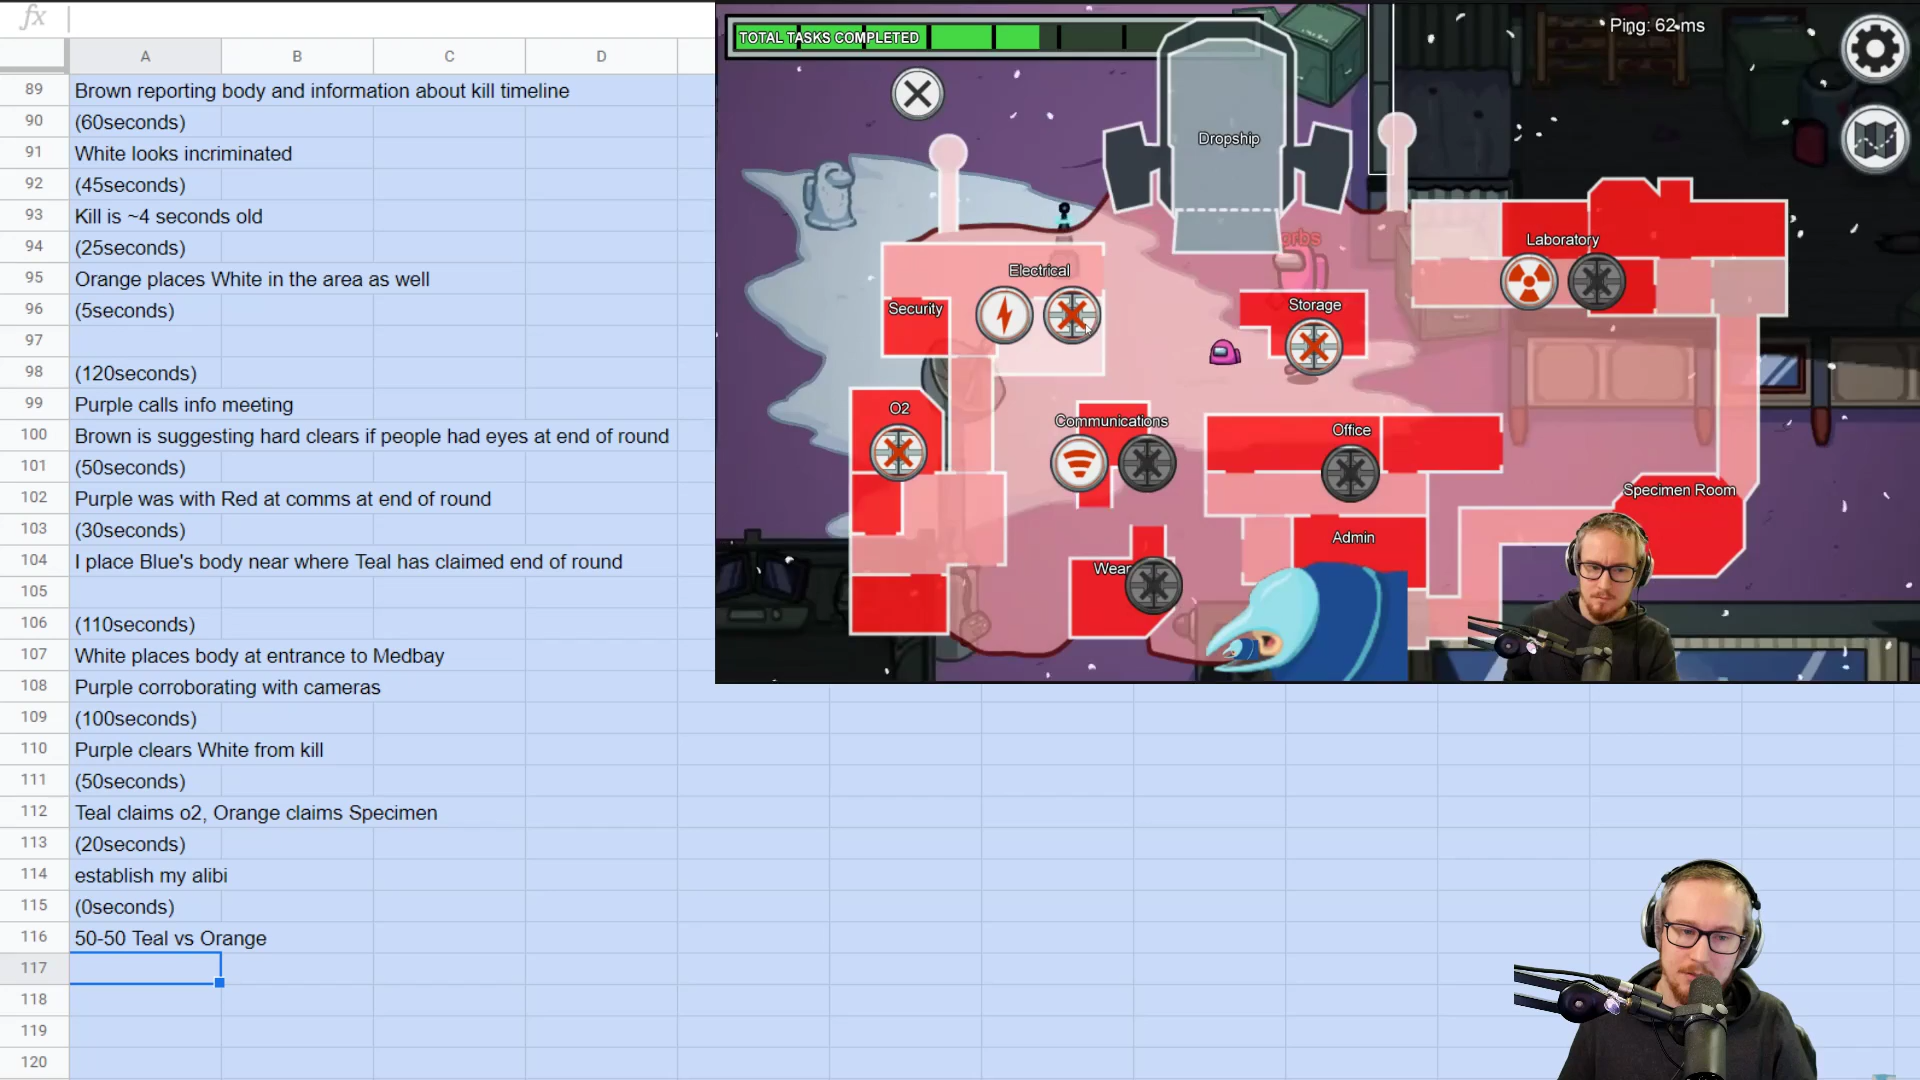 fx
A B C D
89 Brown reporting body and information about kill timeline
90 (60seconds)
91 White looks incriminated
92 (45seconds)
93 Kill is ~4 seconds old
94 (25seconds)
95 Orange places White in the area as well
96 (5seconds)
97
98 (120seconds)
99 Purple calls info meeting
100 Brown is suggesting hard clears if people had eyes at end of round
101 (50seconds)
102 Purple was with Red at comms at end of round
103 (30seconds)
104 I place Blue's body near where Teal has claimed end of round
105
106 (110seconds)
107 White places body at entrance to Medbay
108 Purple corroborating with cameras
109 (100seconds)
110 Purple clears White from kill
111 (50seconds)
112 Teal claims o2, Orange claims Specimen
113 (20seconds)
114 establish my alibi
115 (0seconds)
116 50-50 Teal vs Orange
117
118
119
120
TOTAL TASKS COMPLETED
Ping: 62 ms
Dropship
Electrical
Security
Storage
Laboratory
O2
Communications
Office
Specimen Room
Admin